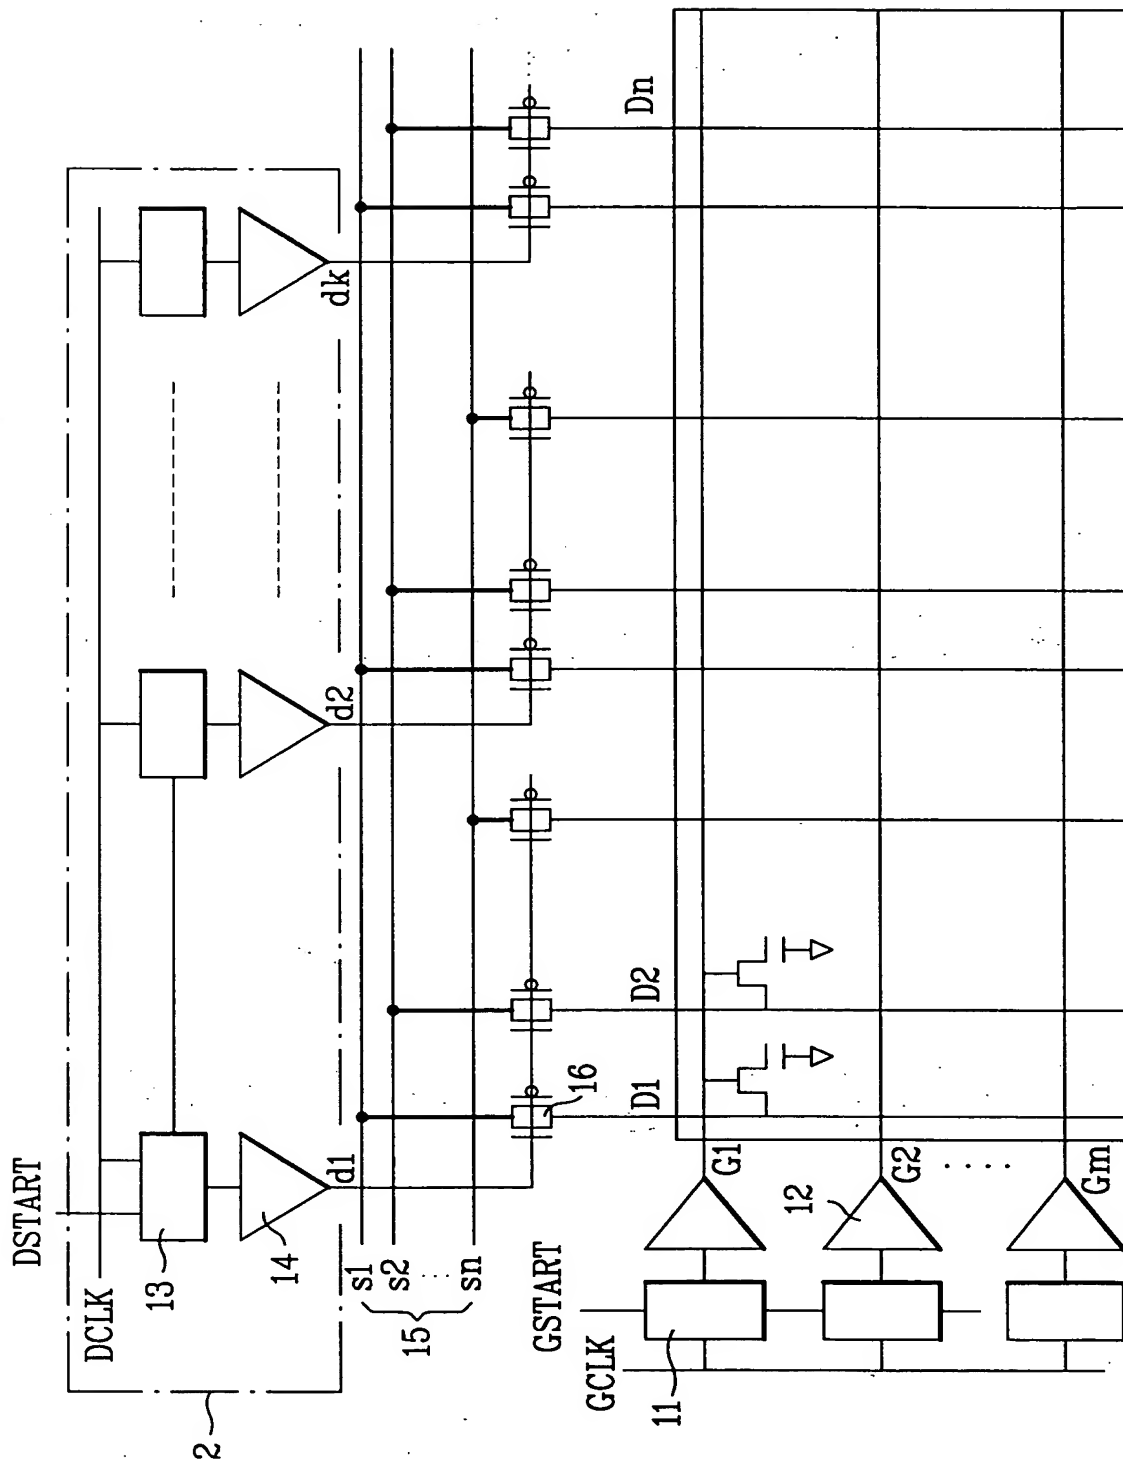 DSTART
DCLK
13
14
2
d1
d2
dk
s1
s2
sn
15
16
D1
D2
Dn
GSTART
GCLK
11
12
G1
G2
Gm